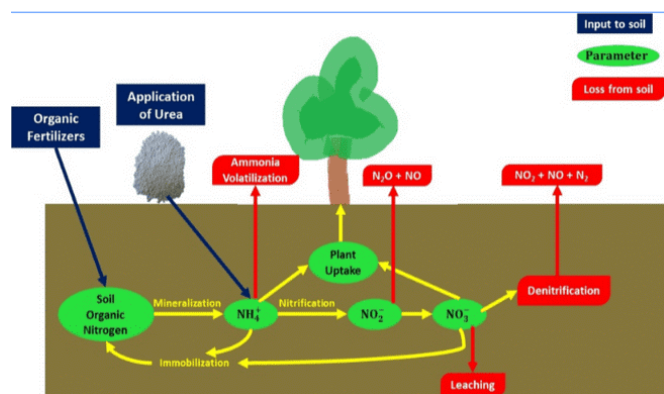 Input to soil
Parameter
Loss from soil
Organic
Fertilizers
Application
of Urea
Ammonia
Volatilization
N₂O + NO
NO₂ + NO + N₂
Plant
Uptake
Soil
Organic
Nitrogen
Mineralization
NH₄⁺
Nitrification
NO₂⁻
NO₃⁻
Denitrification
Immobilization
Leaching